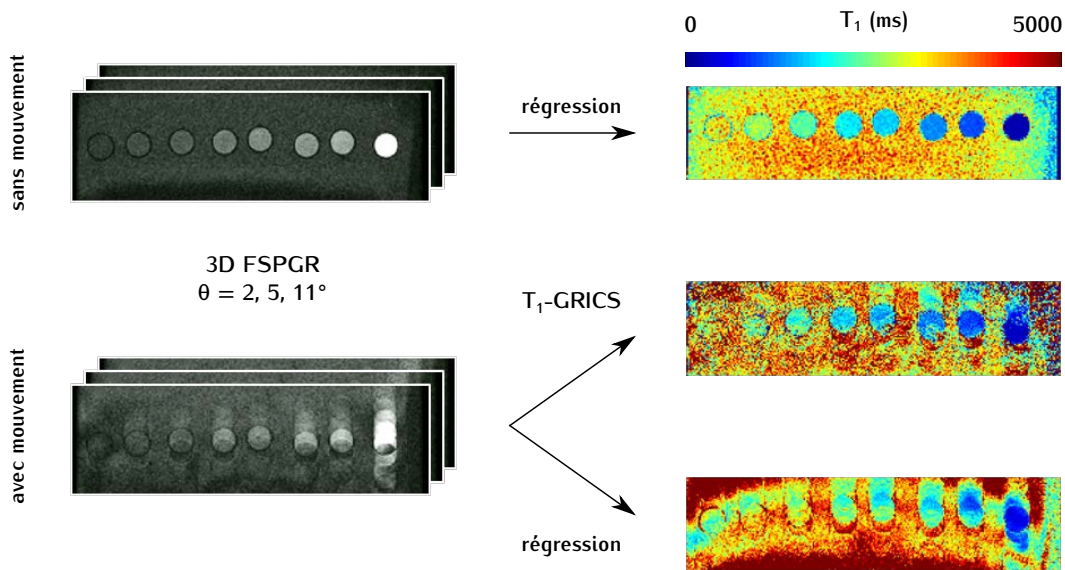 sans mouvement
régression
0 T₁ (ms) 5000
3D FSPGR
θ = 2, 5, 11°
T₁-GRICS
avec mouvement
régression